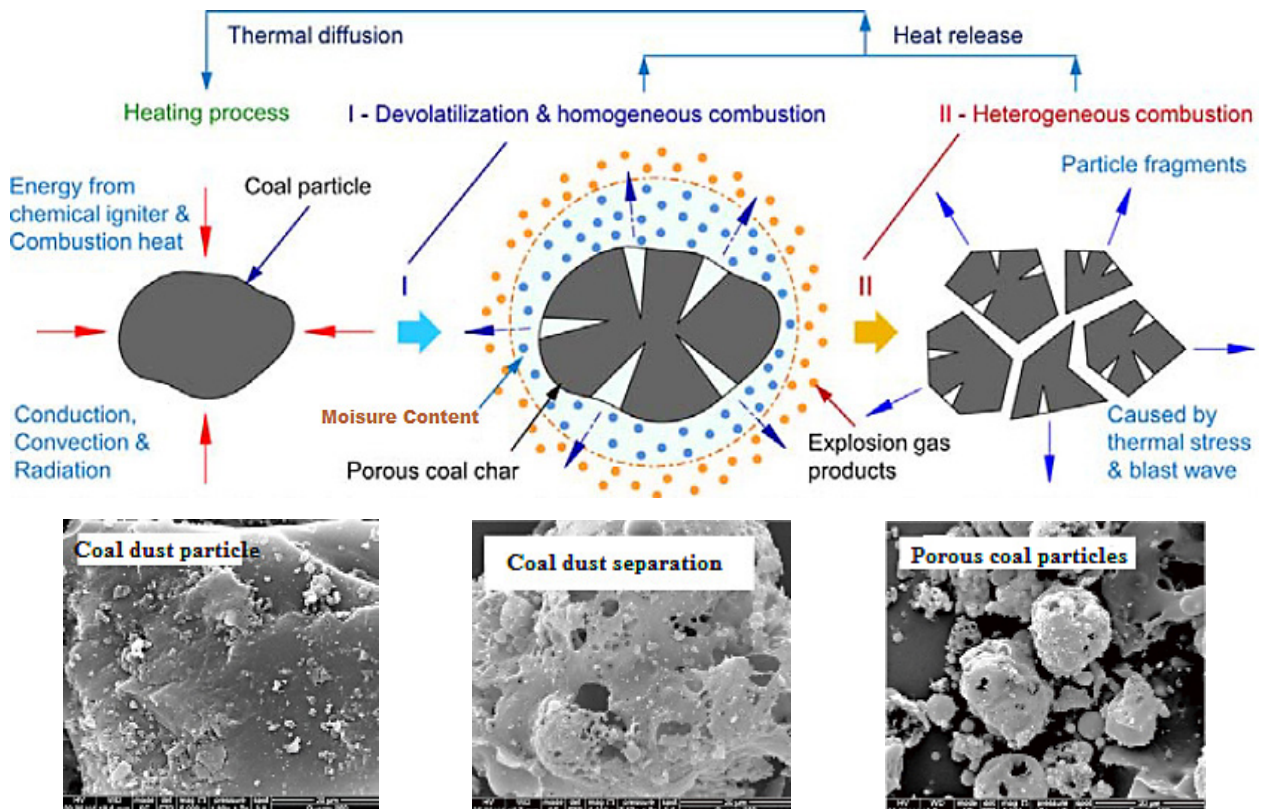 Thermal diffusion
Heat release
Heating process
I - Devolatilization & homogeneous combustion
II - Heterogeneous combustion
Energy from
chemical igniter &
Combustion heat
Coal particle
Particle fragments
I
II
Conduction,
Convection &
Radiation
Moisure Content
Porous coal char
Explosion gas
products
Caused by
thermal stress
& blast wave
Coal dust particle
Coal dust separation
Porous coal particles